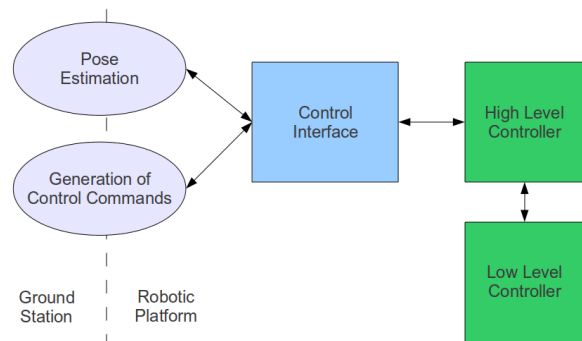 Pose
Estimation
Control
Interface
High Level
Controller
Generation of
Control Commands
Low Level
Controller
Ground
Station
Robotic
Platform